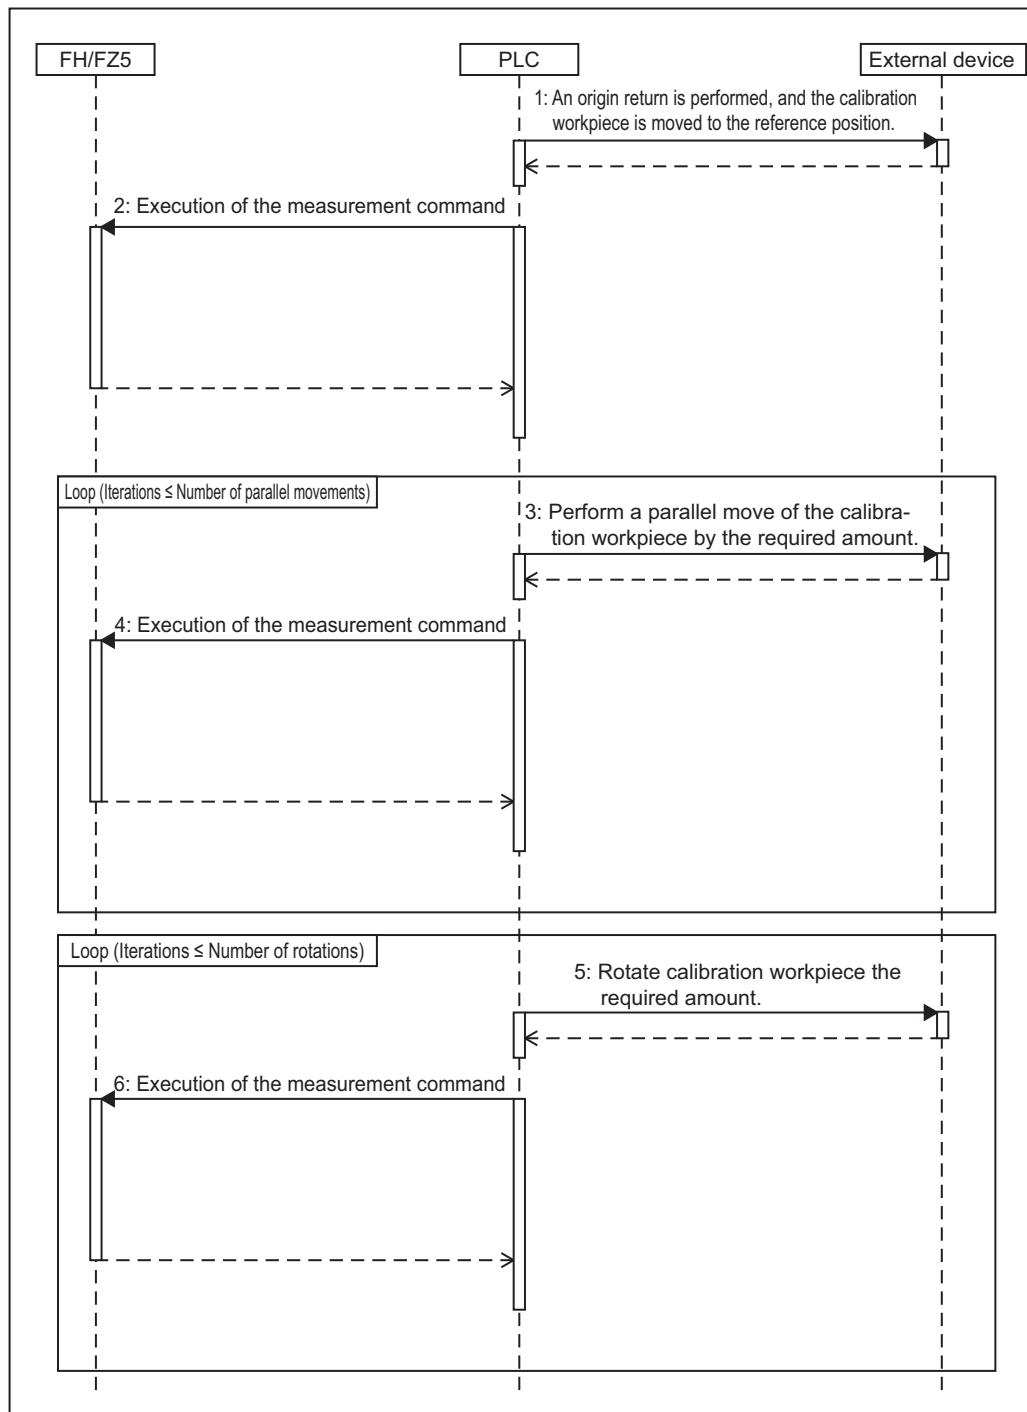 FH/FZ5
PLC
External device
1: An origin return is performed, and the calibration
workpiece is moved to the reference position.
2: Execution of the measurement command
Loop (Iterations ≤ Number of parallel movements)
3: Perform a parallel move of the calibra-
tion workpiece by the required amount.
4: Execution of the measurement command
Loop (Iterations ≤ Number of rotations)
5: Rotate calibration workpiece the
required amount.
6: Execution of the measurement command